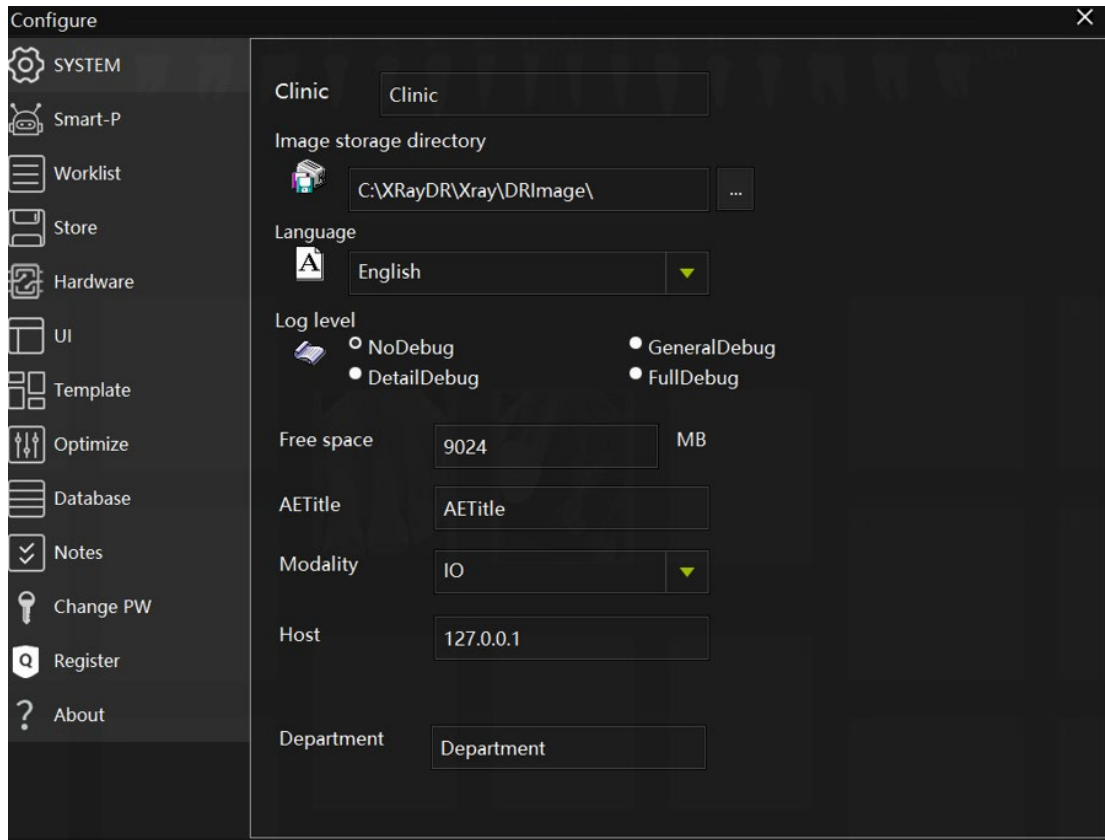 Configure
SYSTEM
Smart-P
Worklist
Store
Hardware
UI
Template
Optimize
Database
Notes
Change PW
Register
About
Clinic Clinic
Image storage directory
C:\XRayDR\Xray\DRImage\ ...
Language
English
Log level
NoDebug GeneralDebug
DetailDebug FullDebug
Free space 9024 MB
AETitle AETitle
Modality IO
Host 127.0.0.1
Department Department